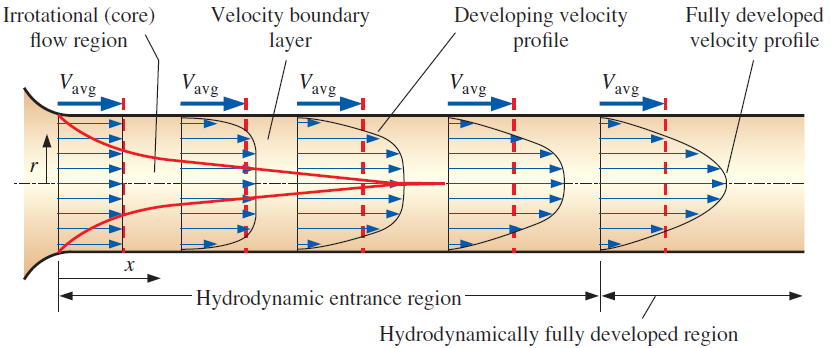 Irrotational (core)
flow region
Velocity boundary
layer
Developing velocity
profile
Fully developed
velocity profile
Vavg
Vavg
Vavg
Vavg
Vavg
r
x
Hydrodynamic entrance region
Hydrodynamically fully developed region